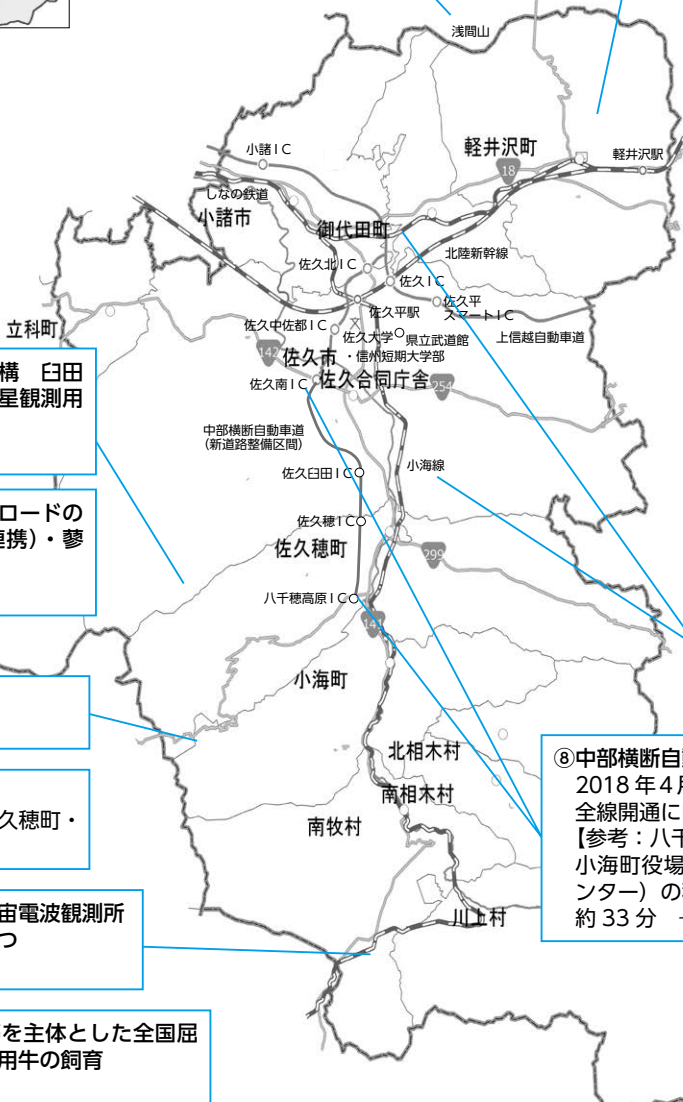 浅間山
小諸IC
軽井沢町
18
軽井沢駅
しなの鉄道
小諸市
御代田町
北陸新幹線
佐久北IC
佐久IC
佐久平
スマートIC
佐久平駅
立科町
佐久中佐都IC
佐久大学
・信州短期大学部
県立武道館
上信越自動車道
142
佐久市
佐久合同庁舎
佐久南IC
254
構 臼田
星観測用
中部横断自動車道
(新道路整備区間)
小海線
佐久臼田IC
ロードの
連携)・蓼
佐久穂IC
佐久穂町
299
八千穂高原IC
141
小海町
北相木村
南相木村
南牧村
久穂町・
⑧中部横断自動
2018年4月
全線開通に
【参考:八千
小海町役場
ンター)の
約33分
宙電波観測所
つ
川上村
を主体とした全国屈
用牛の飼育